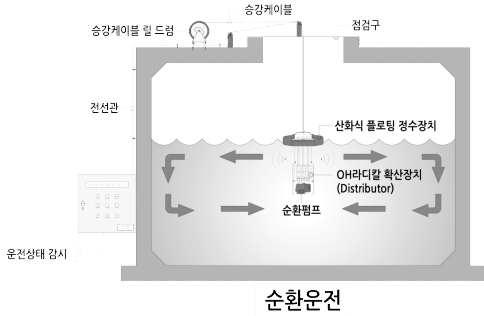 승강케이블
승강케이블 릴 드럼
점검구
전선관
산화식 플로팅 정수장치
OH라디칼 확산장치
(Distributor)
순환펌프
운전상태 감시
순환운전